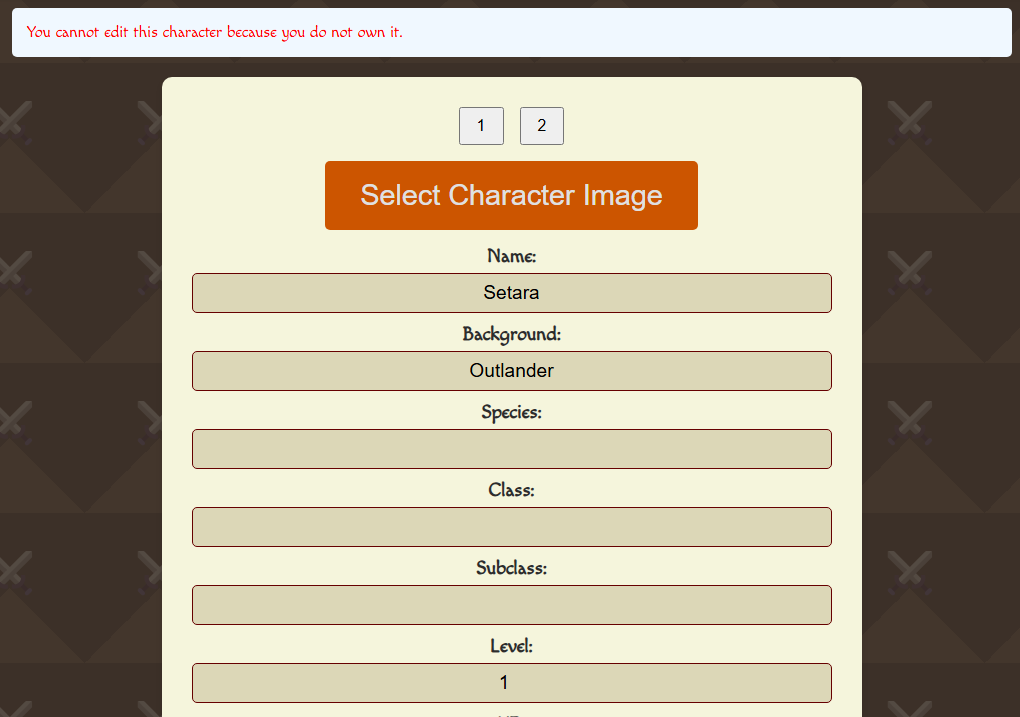 You cannot edit this character because you do not own it.
1 2
Select Character Image
Name:
Setara
Background:
Outlander
Species:
Class:
Subclass:
Level:
1